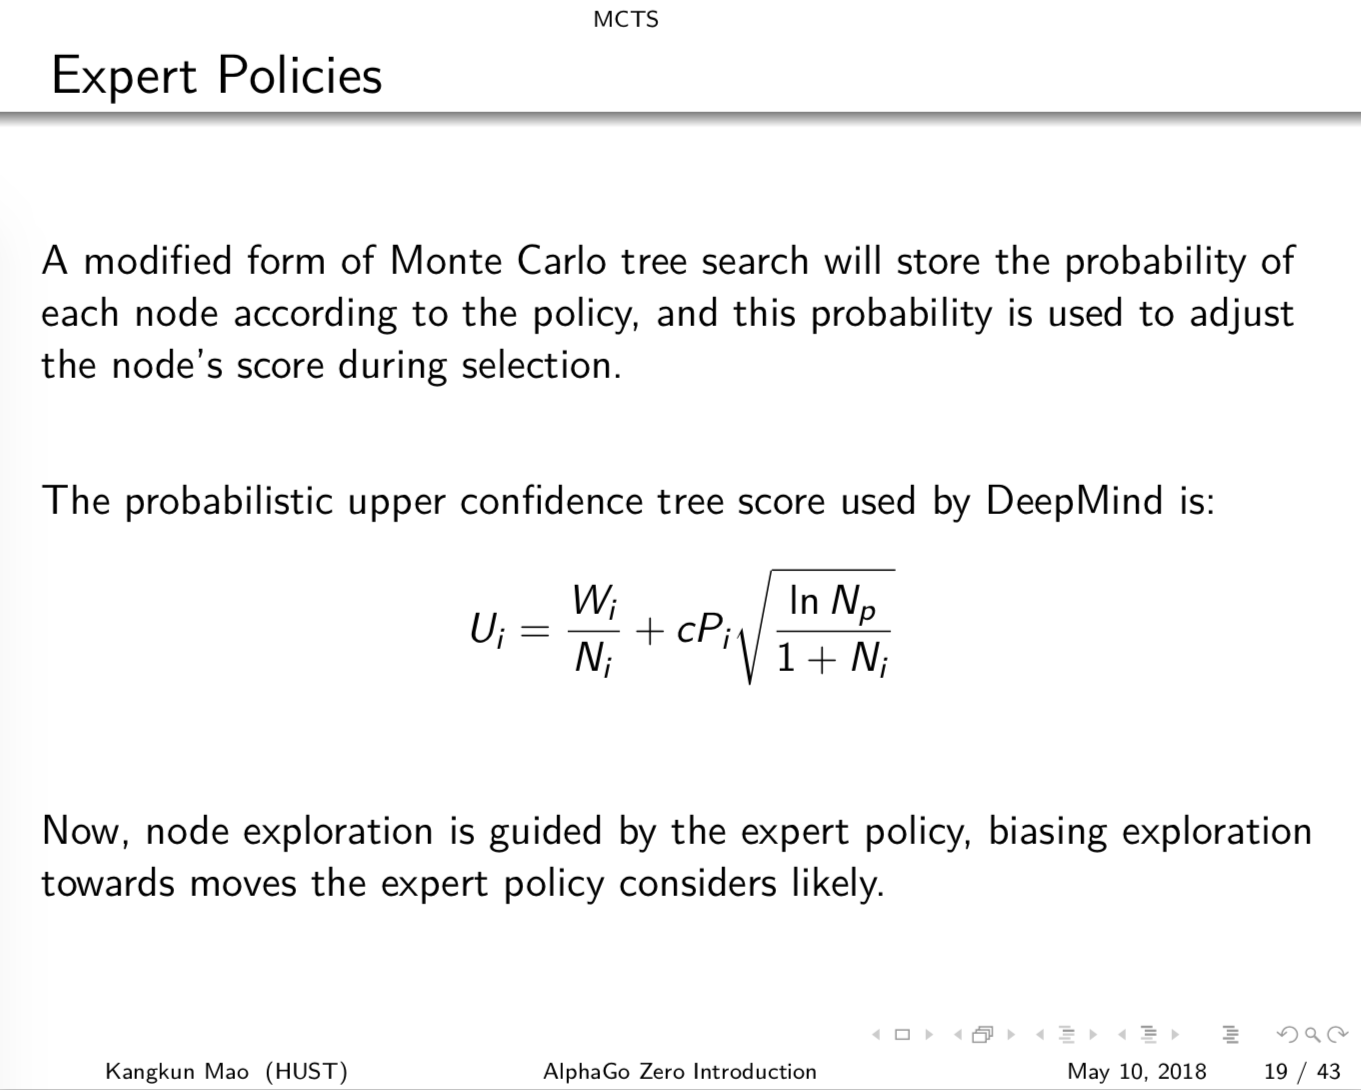 MCTS
Expert Policies
A modified form of Monte Carlo tree search will store the probability of
each node according to the policy, and this probability is used to adjust
the node's score during selection.
The probabilistic upper confidence tree score used by DeepMind is:
U_i = W_i/N_i + cP_i√(ln N_p/(1 + N_i))
Now, node exploration is guided by the expert policy, biasing exploration
towards moves the expert policy considers likely.
Kangkun Mao (HUST) AlphaGo Zero Introduction May 10, 2018 19 / 43